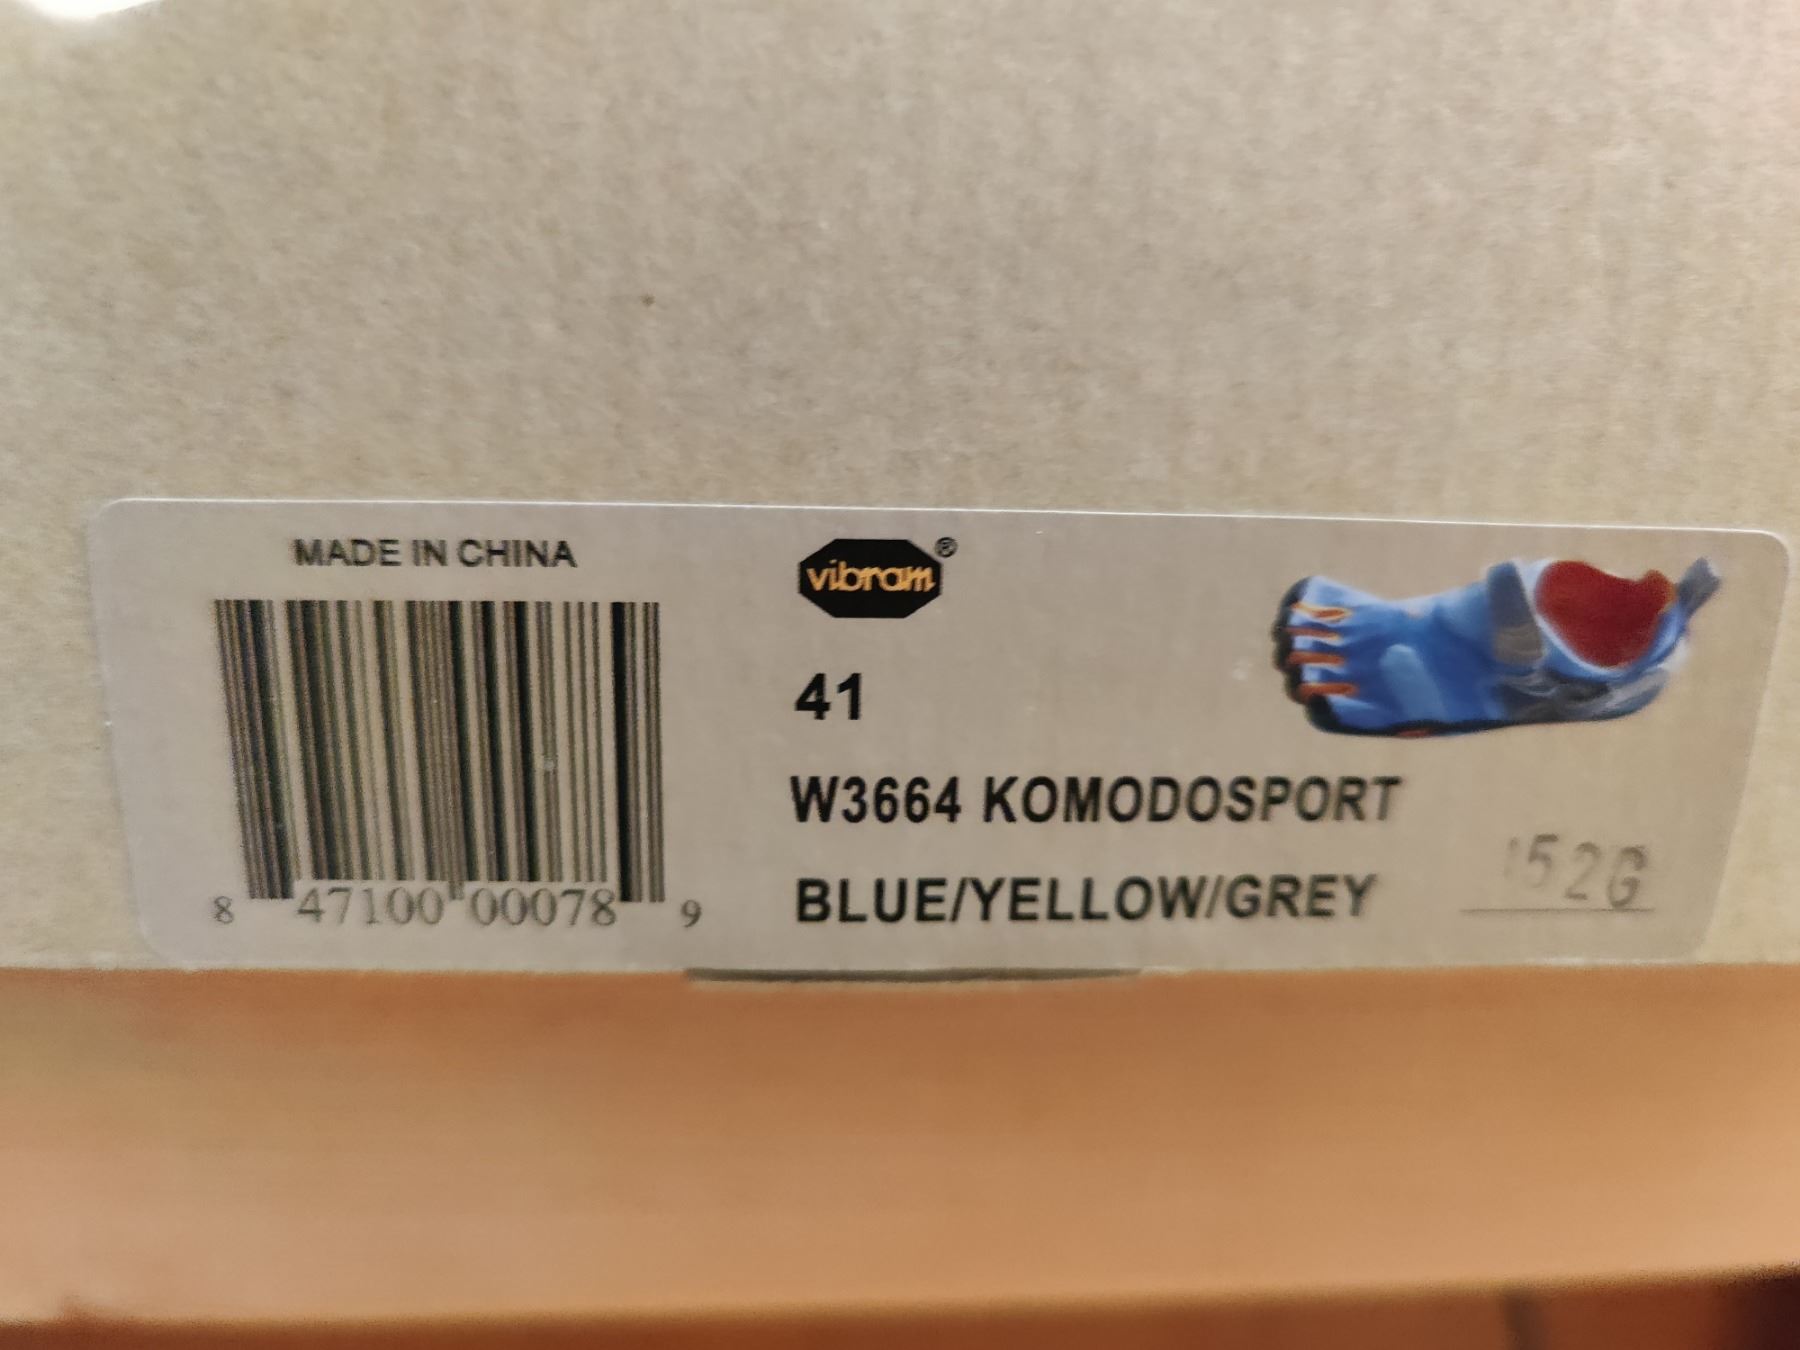 MADE IN CHINA
8 47100 00078 9
vibram®
41
W3664 KOMODOSPORT
BLUE/YELLOW/GREY
152G